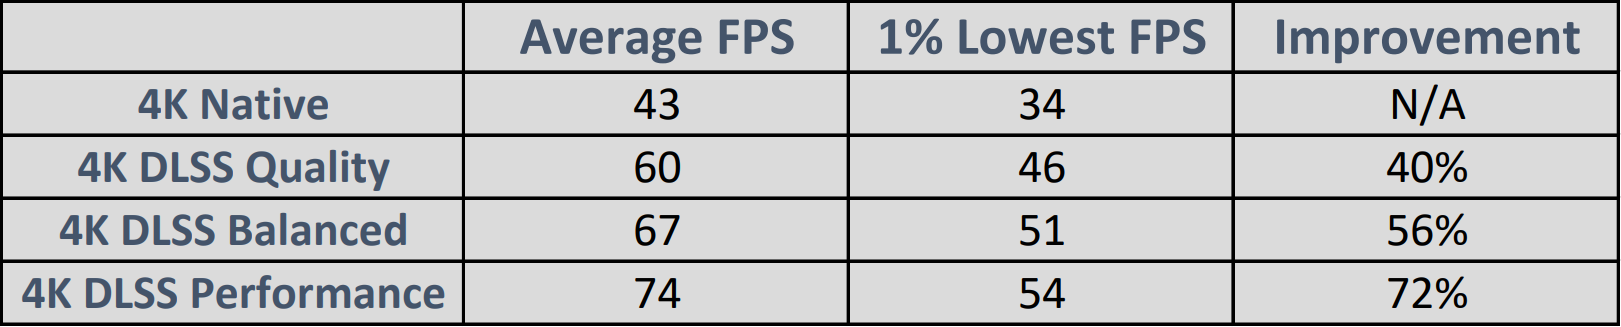 Average FPS 1% Lowest FPS Improvement
4K Native 43 34 N/A
4K DLSS Quality 60 46 40%
4K DLSS Balanced 67 51 56%
4K DLSS Performance 74 54 72%